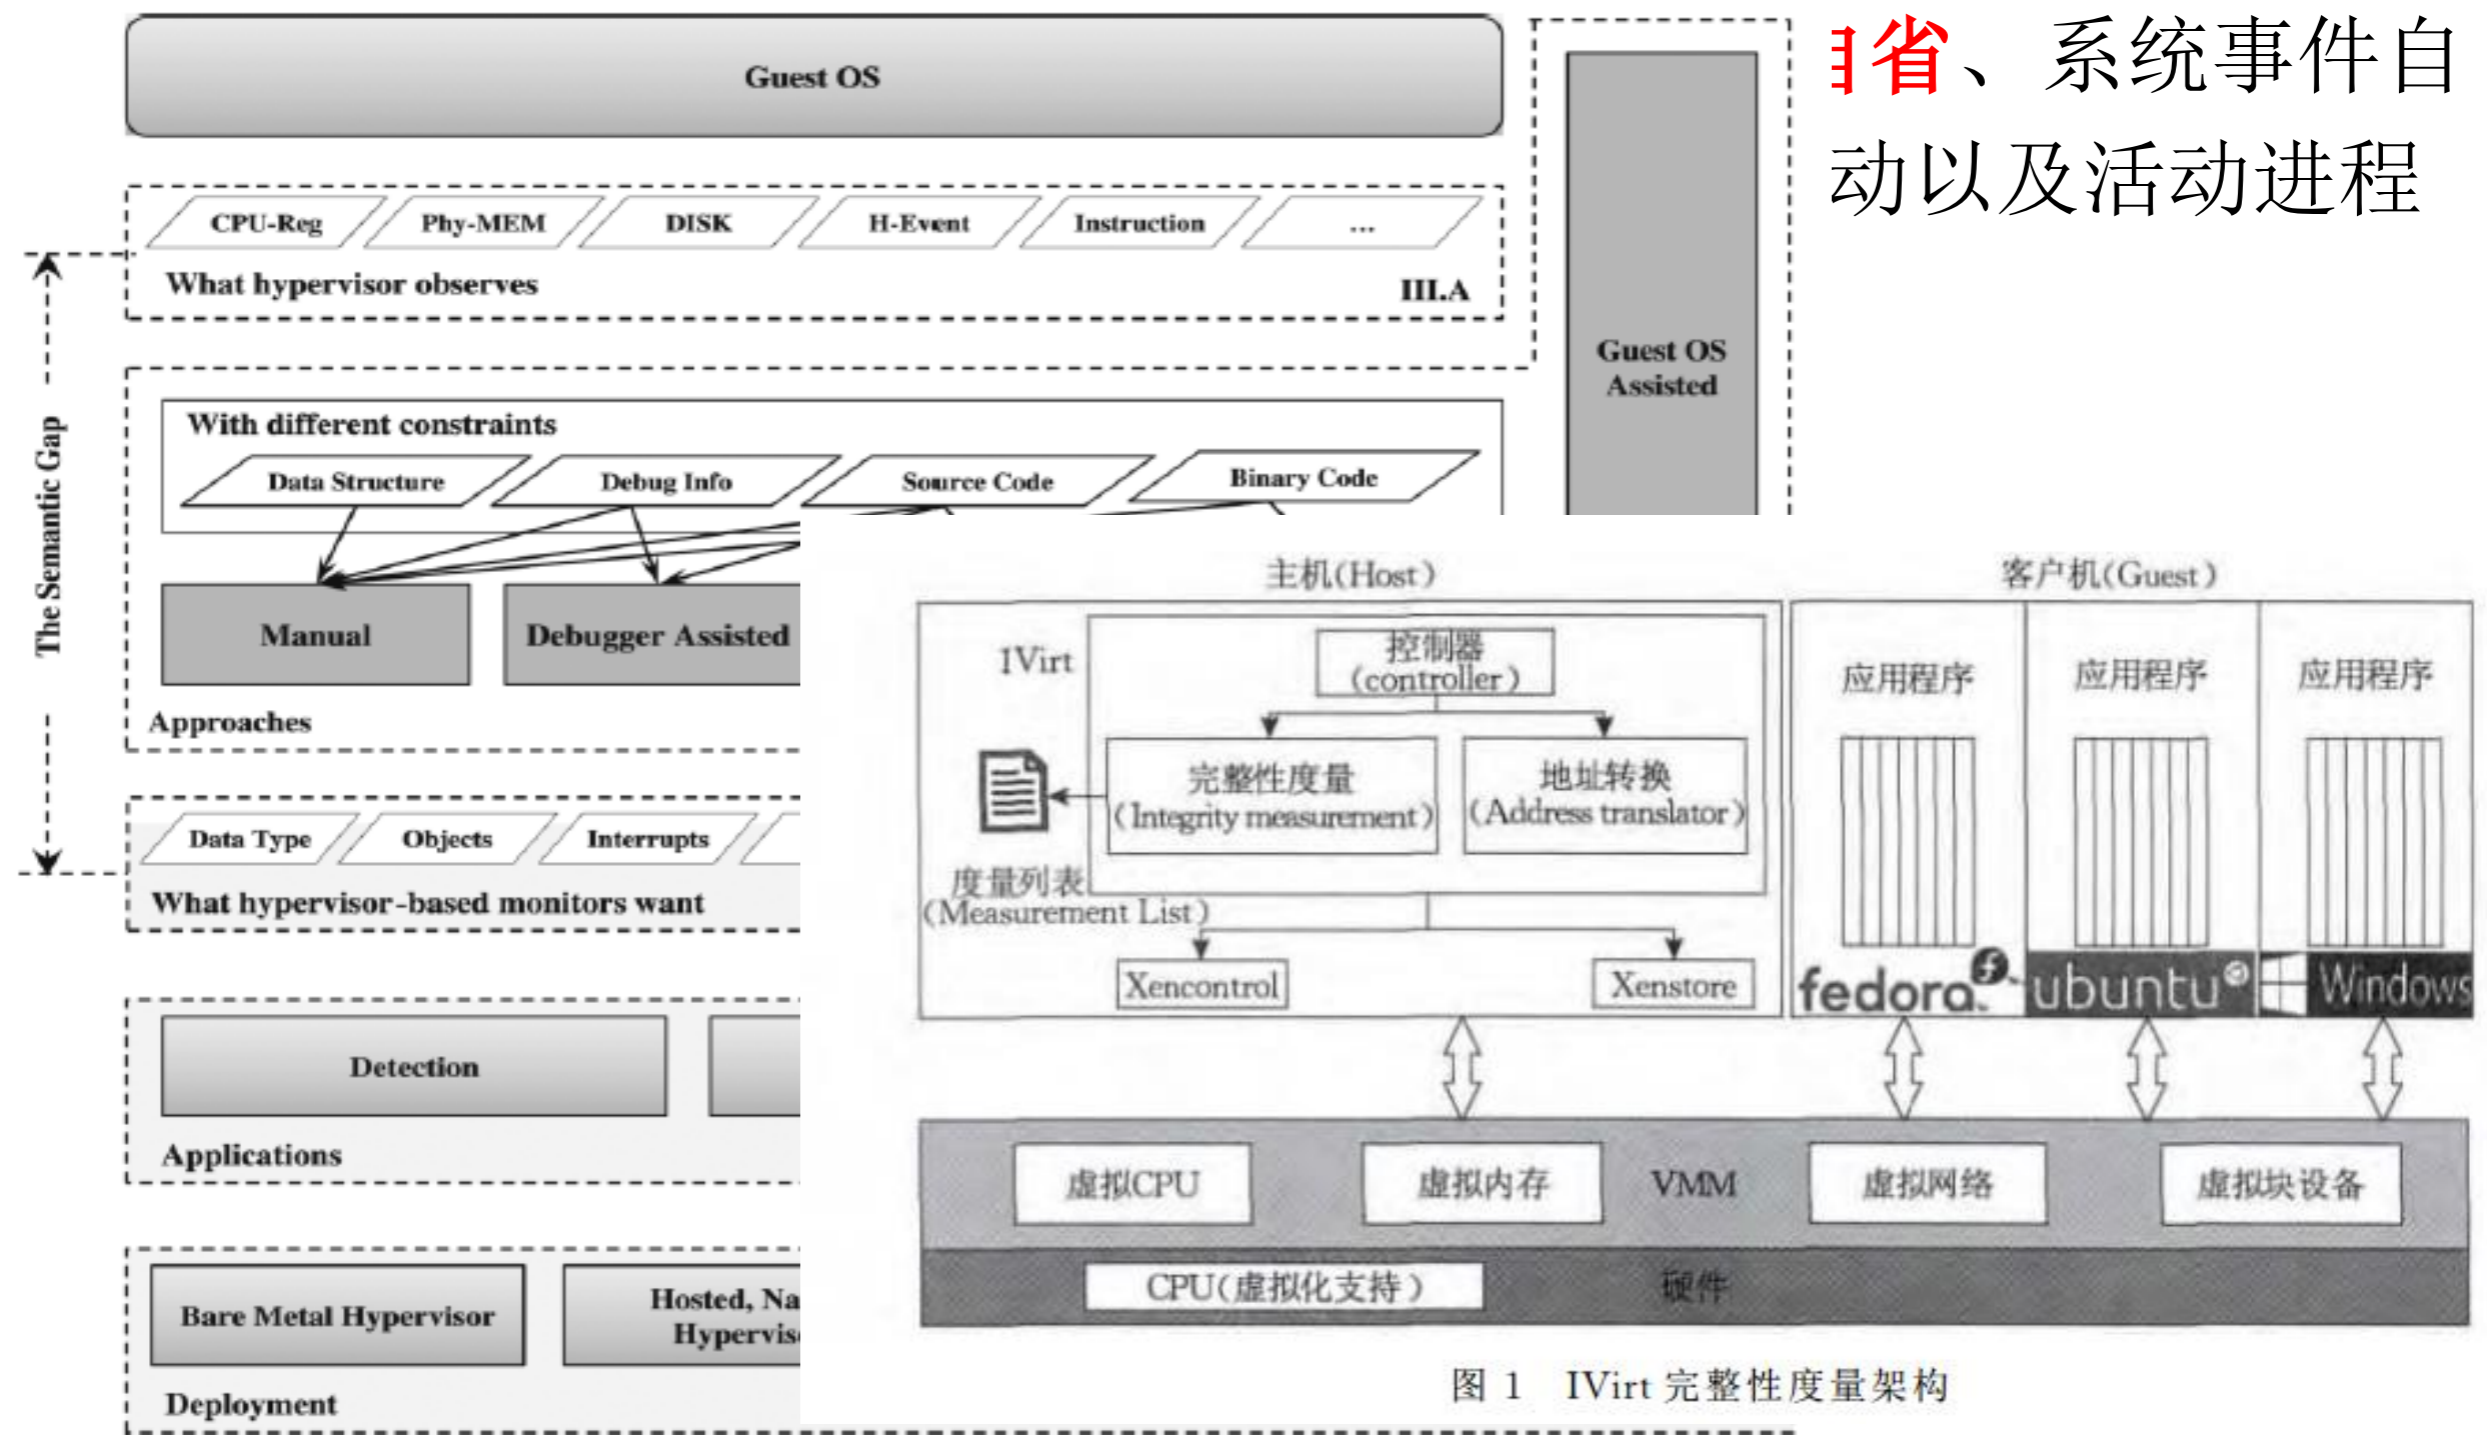 Guest OS
CPU-Reg
Phy-MEM
DISK
H-Event
Instruction
...
What hypervisor observes
III.A
The Semantic Gap
With different constraints
Data Structure
Debug Info
Source Code
Binary Code
Manual
Debugger Assisted
Approaches
Guest OS
Assisted
Data Type
Objects
Interrupts
What hypervisor-based monitors want
Detection
Applications
Bare Metal Hypervisor
Hosted,
Deployment
省、系统事件自
动以及活动进程
主机(Host)
客户机(Guest)
IVirt
控制器
(controller)
完整性度量
(Integrity measurement)
地址转换
(Address translator)
度量列表
(Measurement List)
Xencontrol
Xenstore
应用程序
应用程序
应用程序
fedora
ubuntu
Windows
虚拟CPU
虚拟内存
VMM
虚拟网络
虚拟块设备
CPU(虚拟化支持)
硬件
图 1 IVirt 完整性度量架构